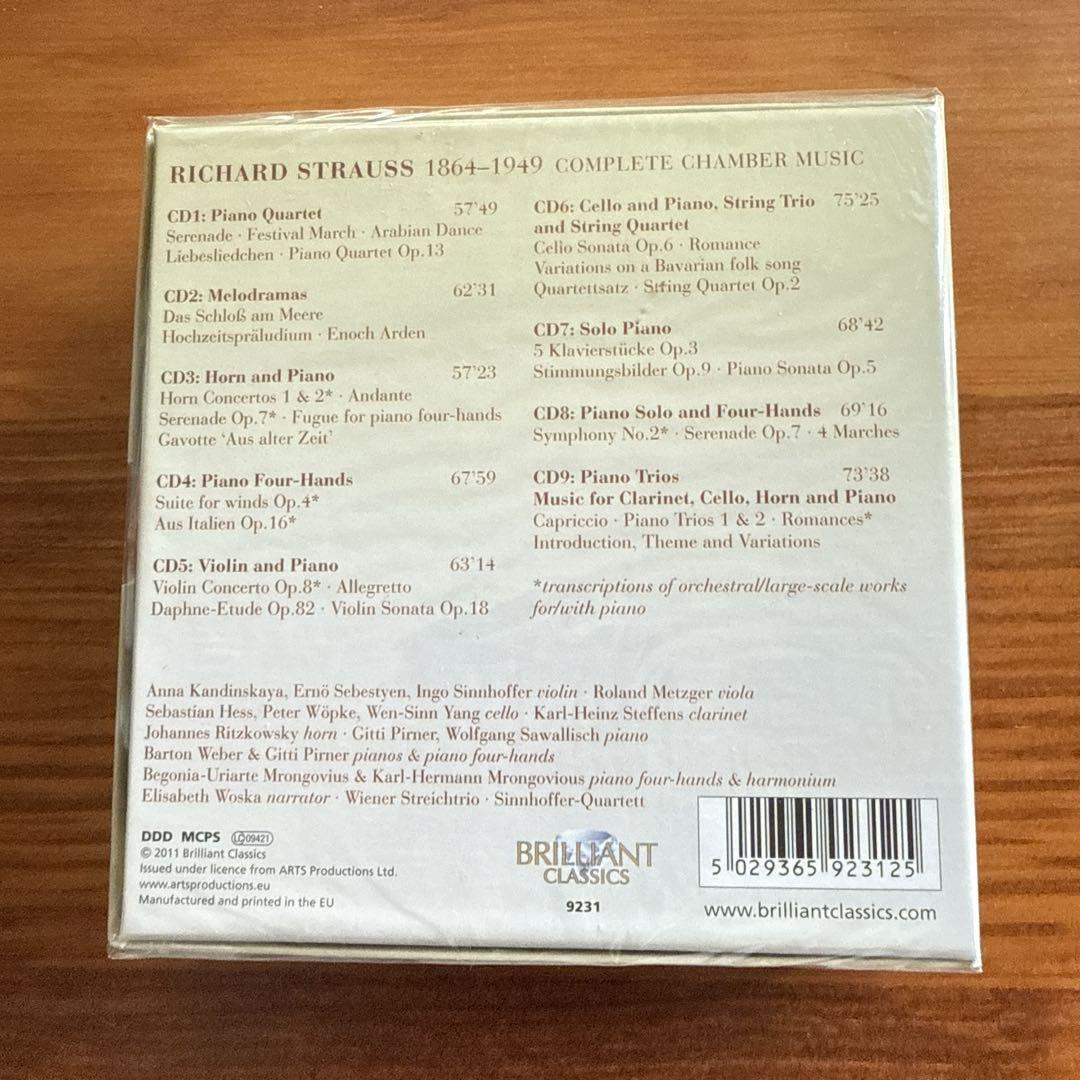 RICHARD STRAUSS 1864–1949 COMPLETE CHAMBER MUSIC
CD1: Piano Quartet 57'49
Serenade · Festival March · Arabian Dance
Liebesliedchen · Piano Quartet Op.13
CD2: Melodramas 62'31
Das Schloß am Meere
Hochzeitspräludium · Enoch Arden
CD3: Horn and Piano 57'23
Horn Concertos 1 & 2* · Andante
Serenade Op.7* · Fugue for piano four-hands
Gavotte ‘Aus alter Zeit’
CD4: Piano Four-Hands 67'59
Suite for winds Op.4*
Aus Italien Op.16*
CD5: Violin and Piano 63'14
Violin Concerto Op.8* · Allegretto
Daphne-Etude Op.82 · Violin Sonata Op.18
CD6: Cello and Piano, String Trio 75'25
and String Quartet
Cello Sonata Op.6 · Romance
Variations on a Bavarian folk song
Quartettsatz · String Quartet Op.2
CD7: Solo Piano 68'42
5 Klavierstücke Op.3
Stimmungsbilder Op.9 · Piano Sonata Op.5
CD8: Piano Solo and Four-Hands 69'16
Symphony No.2* · Serenade Op.7 · 4 Marches
CD9: Piano Trios 73'38
Music for Clarinet, Cello, Horn and Piano
Capriccio · Piano Trios 1 & 2 · Romances*
Introduction, Theme and Variations
*transcriptions of orchestral/large-scale works
for/with piano
Anna Kandinskaya, Ernö Sebestyen, Ingo Sinnhoffer violin · Roland Metzger viola
Sebastian Hess, Peter Wöpke, Wen-Sinn Yang cello · Karl-Heinz Steffens clarinet
Johannes Ritzkowsky horn · Gitti Pirner, Wolfgang Sawallisch piano
Barton Weber & Gitti Pirner pianos & piano four-hands
Begonia-Uriarte Mrongovius & Karl-Hermann Mrongovious piano four-hands & harmonium
Elisabeth Woska narrator · Wiener Streichtrio · Sinnhoffer-Quartett
DDD MCPS LC09421
© 2011 Brilliant Classics
Issued under licence from ARTS Productions Ltd.
www.artsproductions.eu
Manufactured and printed in the EU
BRILLIANT
CLASSICS
9231
5 029365 923125
www.brilliantclassics.com